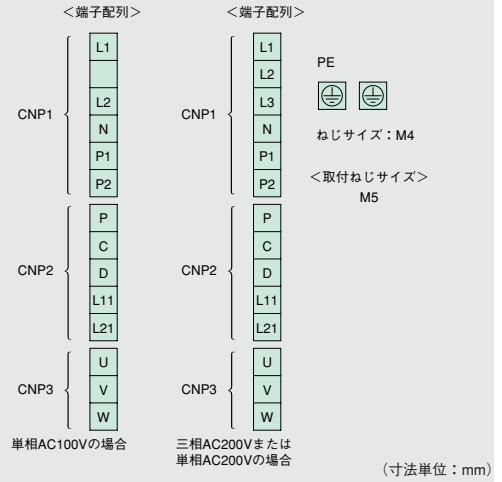 ＜端子配列＞
CNP1
L1
L2
N
P1
P2
CNP2
P
C
D
L11
L21
CNP3
U
V
W
単相AC100Vの場合
＜端子配列＞
CNP1
L1
L2
L3
N
P1
P2
CNP2
P
C
D
L11
L21
CNP3
U
V
W
三相AC200Vまたは
単相AC200Vの場合
PE
ねじサイズ：M4
＜取付ねじサイズ＞
M5
（寸法単位：mm）